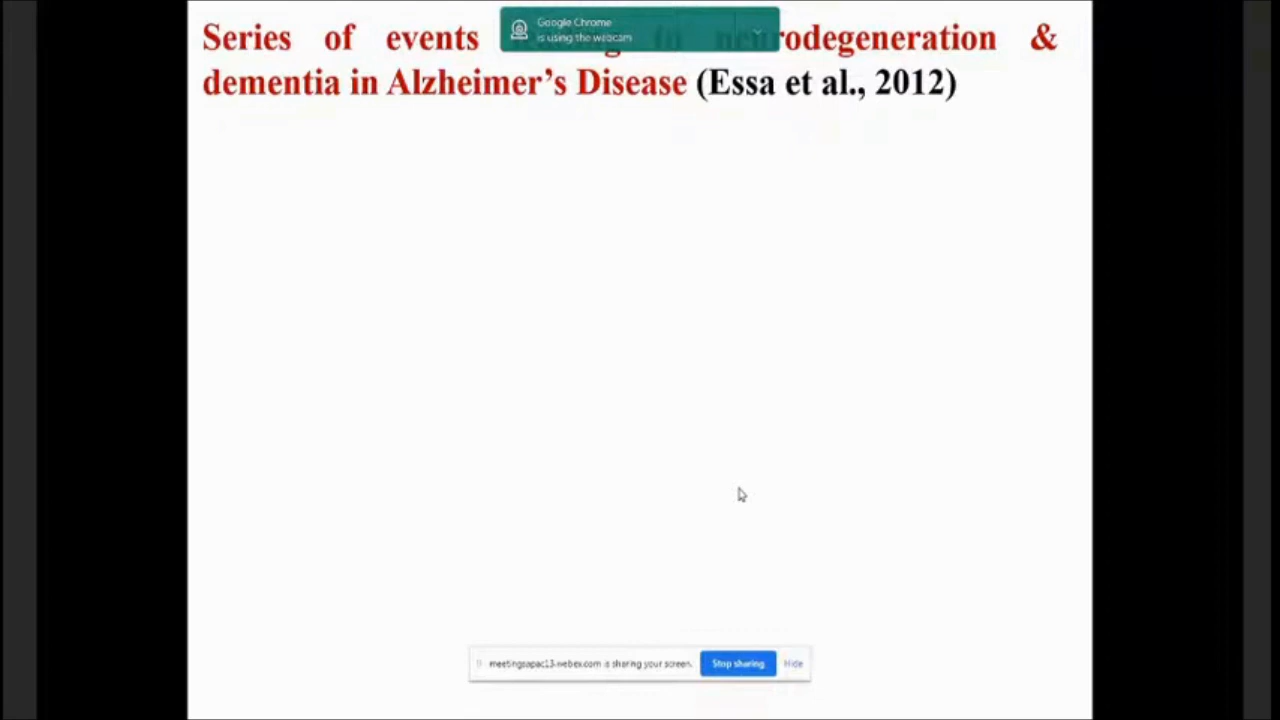 Series of events neurodegeneration &
dementia in Alzheimer’s Disease (Essa et al., 2012)
Google Chrome
is using the webcam
meetingsapac13.webex.com is sharing your screen. Stop sharing Hide